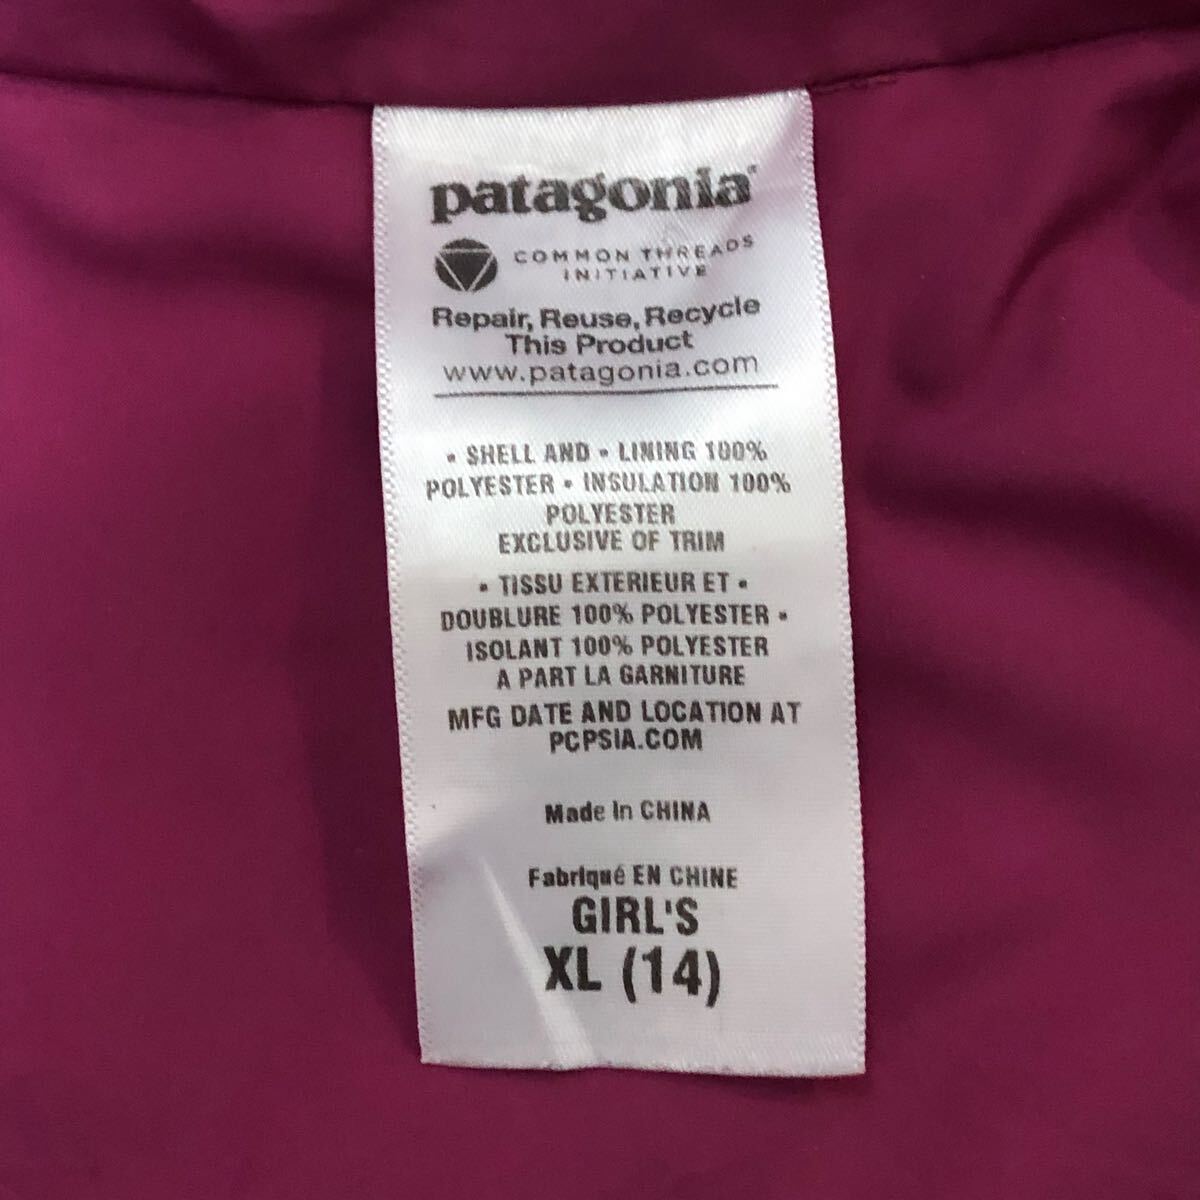 patagonia®
COMMON THREADS
INITIATIVE
Repair, Reuse, Recycle
This Product
www.patagonia.com
• SHELL AND • LINING 100%
POLYESTER • INSULATION 100%
POLYESTER
EXCLUSIVE OF TRIM
• TISSU EXTERIEUR ET •
DOUBLURE 100% POLYESTER •
ISOLANT 100% POLYESTER
A PART LA GARNITURE
MFG DATE AND LOCATION AT
PCPSIA.COM
Made In CHINA
Fabriqué EN CHINE
GIRL'S
XL (14)